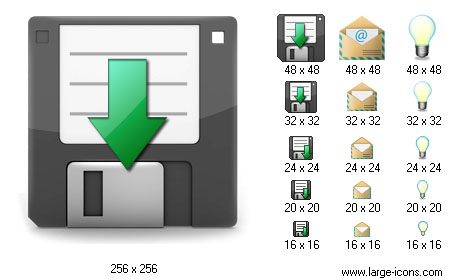 48 x 48 48 x 48 48 x 48
32 x 32 32 x 32 32 x 32
24 x 24 24 x 24 24 x 24
20 x 20 20 x 20 20 x 20
16 x 16 16 x 16 16 x 16
256 x 256
www.large-icons.com